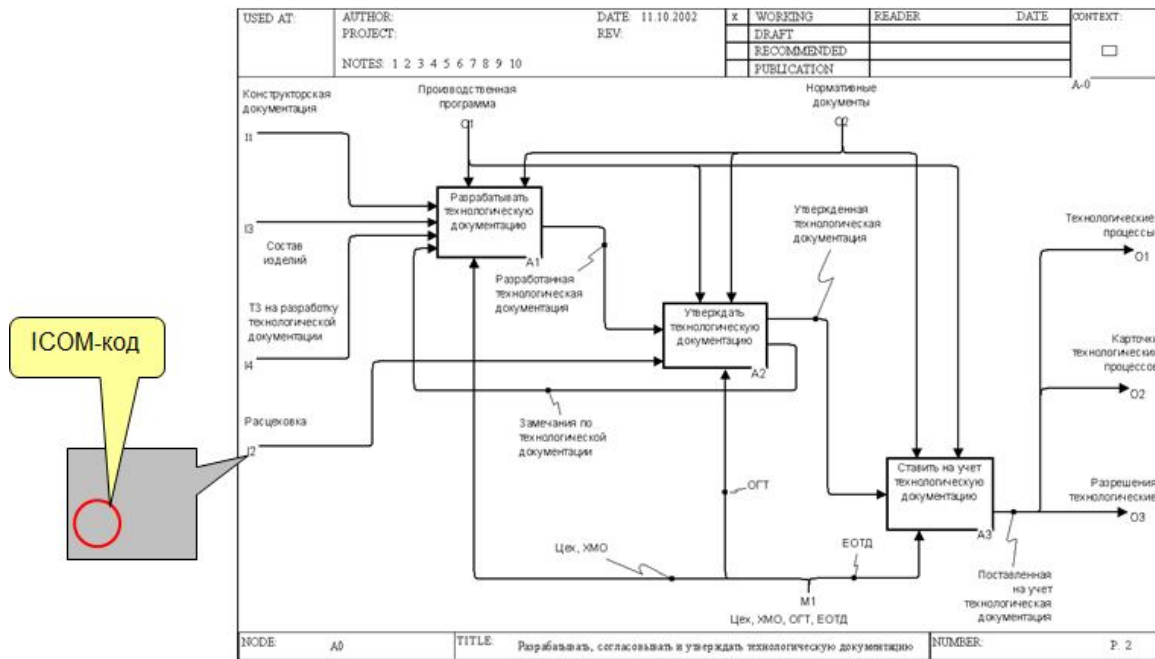 USED AT:
AUTHOR:
DATE: 11.10.2002
PROJECT:
REV:
NOTES: 1 2 3 4 5 6 7 8 9 10
x WORKING
DRAFT
RECOMMENDED
PUBLICATION
READER
DATE
CONTEXT:
A-0
Конструкторская
документация
I1
Производственная
программа
C1
Нормативные
документы
C2
Разрабатывать
технологическую
документацию
A1
I3
Состав
изделий
Утвержденная
технологическая
документация
Технологические
процессы
O1
Разработанная
технологическая
документация
ТЗ на разработку
технологической
документации
I4
Утверждать
технологическую
документацию
A2
ICOM-код
Карточки
технологических
процессов
O2
Расцеховка
I2
Замечания по
технологической
документации
Ставить на учет
технологическую
документацию
A3
ОГТ
Разрешения
технологические
O3
Цех, ХМО
ЕОТД
M1
Цех, ХМО, ОГТ, ЕОТД
Поставленная
на учет
технологическая
документация
NODE:
A0
TITLE:
Разрабатывать, согласовывать и утверждать технологическую документацию
NUMBER:
P. 2